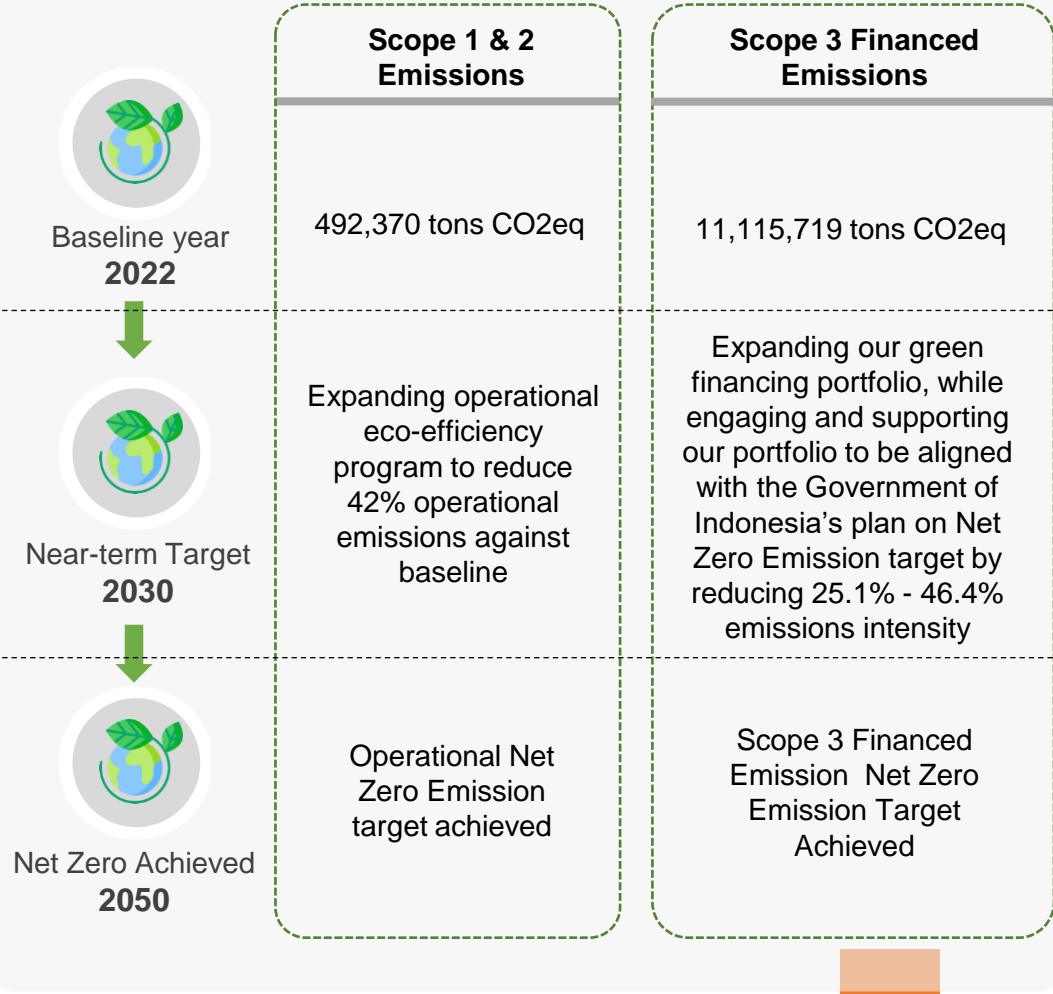 Scope 1 & 2
Emissions
Scope 3 Financed
Emissions
Baseline year
2022
492,370 tons CO2eq
11,115,719 tons CO2eq
Near-term Target
2030
Expanding operational
eco-efficiency
program to reduce
42% operational
emissions against
baseline
Expanding our green
financing portfolio, while
engaging and supporting
our portfolio to be aligned
with the Government of
Indonesia’s plan on Net
Zero Emission target by
reducing 25.1% - 46.4%
emissions intensity
Net Zero Achieved
2050
Operational Net
Zero Emission
target achieved
Scope 3 Financed
Emission  Net Zero
Emission Target
Achieved